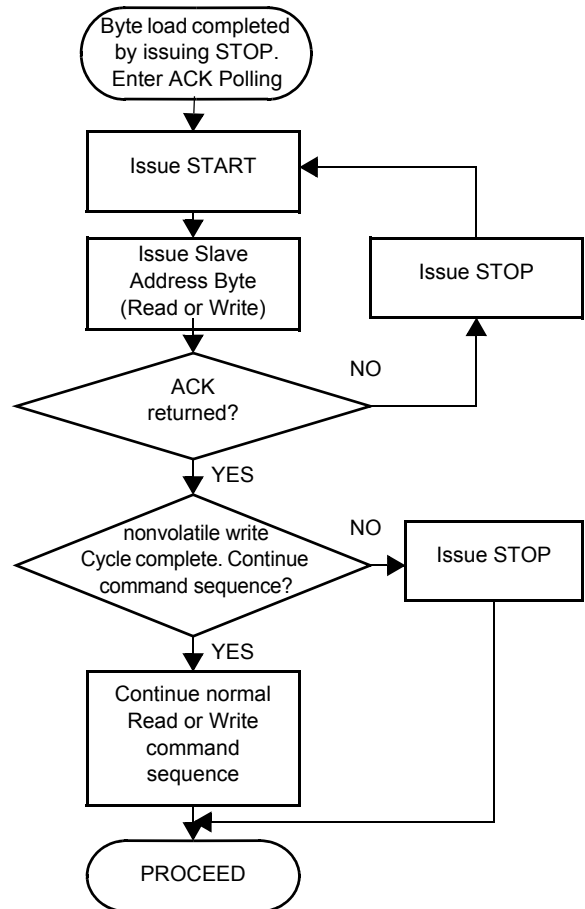 Byte load completed
by issuing STOP.
Enter ACK Polling
Issue START
Issue Slave
Address Byte
(Read or Write)
Issue STOP
ACK
returned?
NO
YES
nonvolatile write
Cycle complete. Continue
command sequence?
NO
Issue STOP
YES
Continue normal
Read or Write
command
sequence
PROCEED